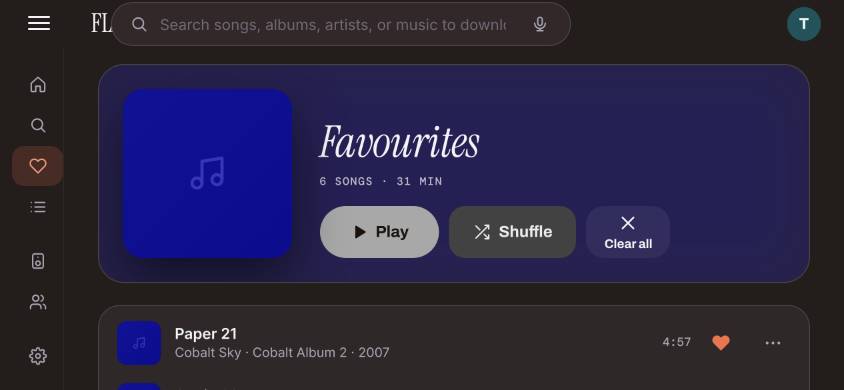 FL
Search songs, albums, artists, or music to downl
T
Favourites
6 SONGS · 31 MIN
Play
Shuffle
Clear all
Paper 21
Cobalt Sky · Cobalt Album 2 · 2007
4:57